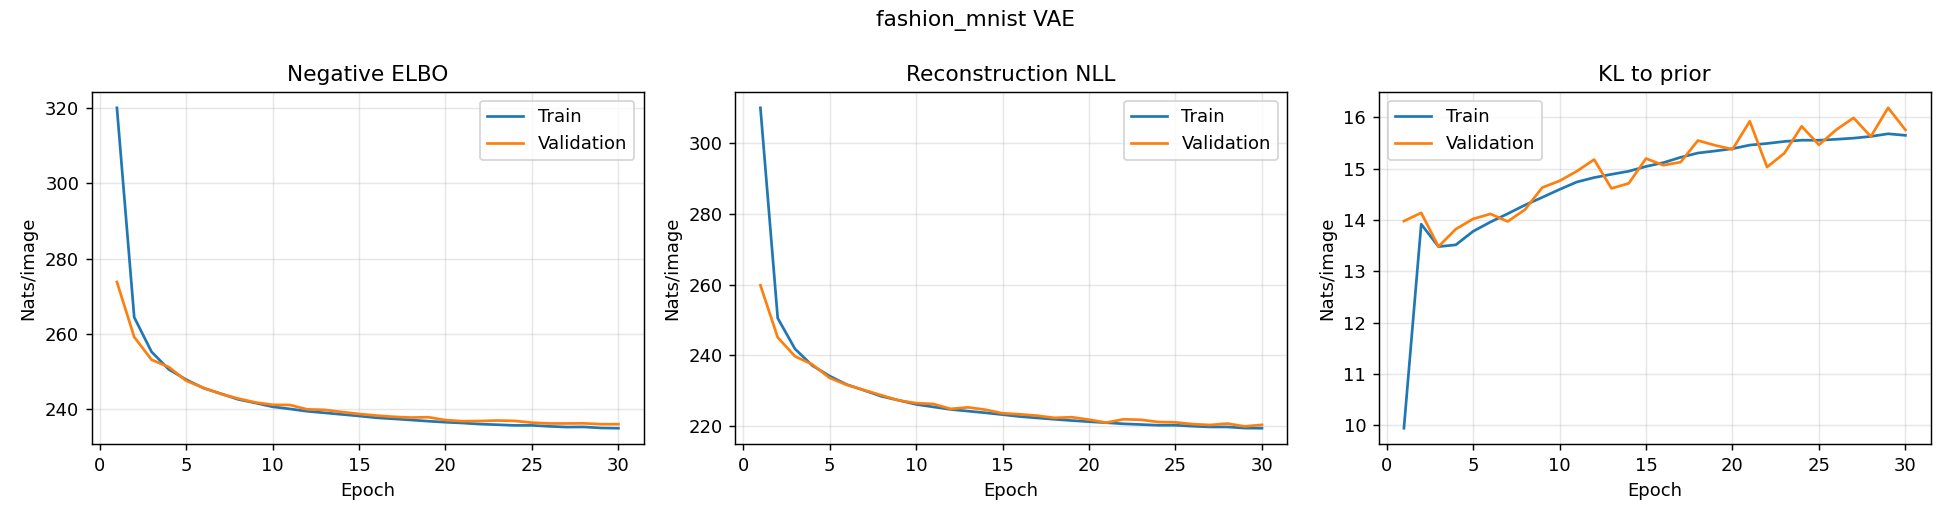 fashion_mnist VAE
Negative ELBO
320
300
280
260
240
Nats/image
0
5
10
15
20
25
30
Epoch
Train
Validation
Reconstruction NLL
300
280
260
240
220
Nats/image
0
5
10
15
20
25
30
Epoch
Train
Validation
KL to prior
16
15
14
13
12
11
10
Nats/image
0
5
10
15
20
25
30
Epoch
Train
Validation